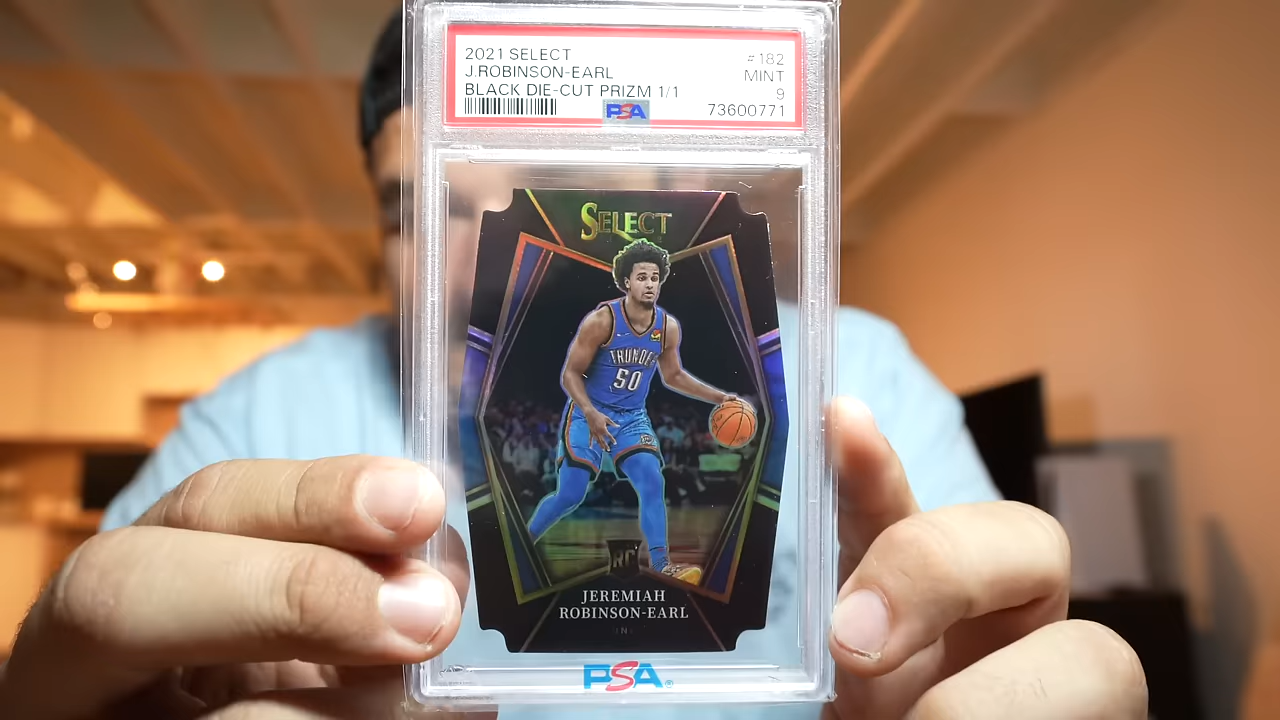 2021 SELECT #182
J.ROBINSON-EARL MINT
BLACK DIE-CUT PRIZM 1/1 9
PSA 73600771
SELECT
THUNDER
50
RC
JEREMIAH
ROBINSON-EARL
PSA®